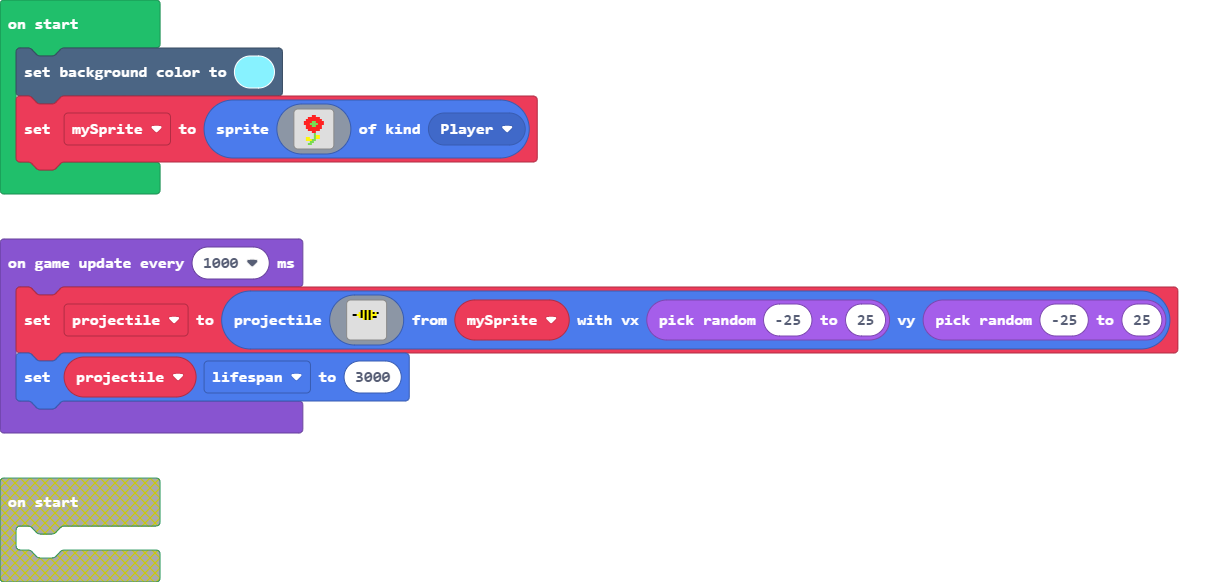 on start
set background color to
set mySprite to sprite of kind Player
on game update every 1000 ms
set projectile to projectile from mySprite with vx pick random -25 to 25 vy pick random -25 to 25
set projectile lifespan to 3000
on start